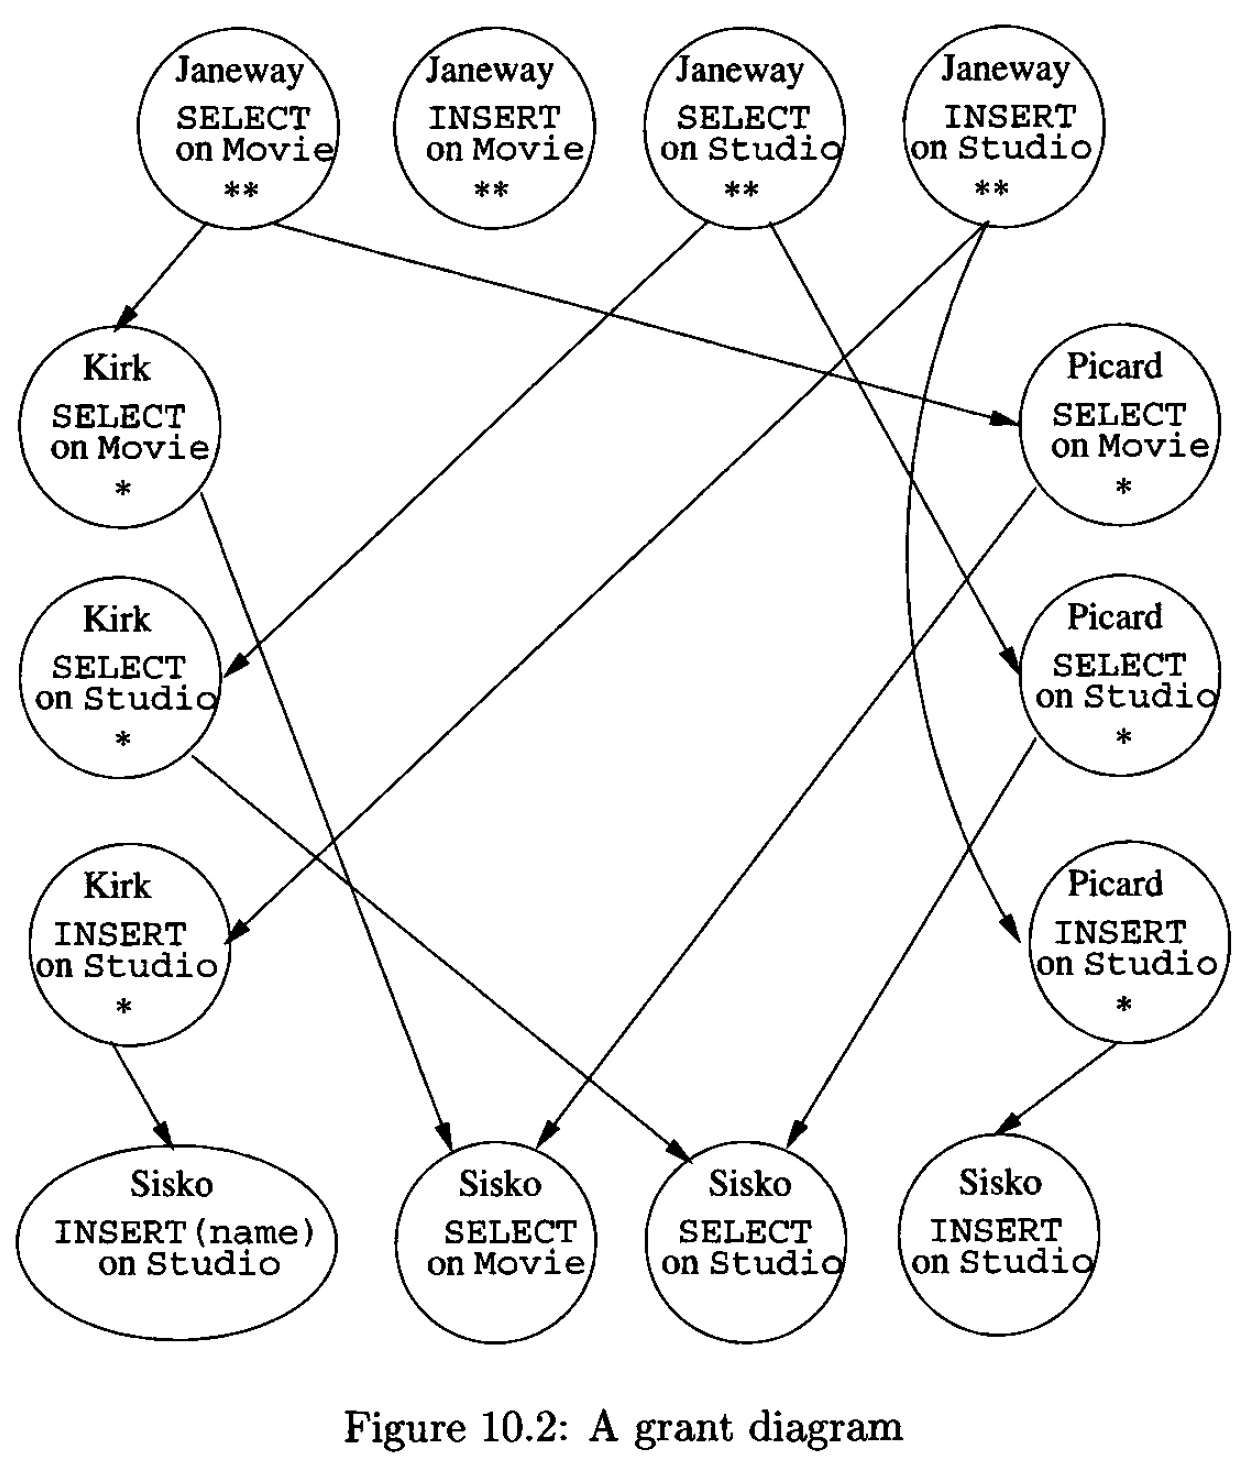 Janeway
SELECT
on Movie
**
Janeway
INSERT
on Movie
**
Janeway
SELECT
on Studio
**
Janeway
INSERT
on Studio
**
Kirk
SELECT
on Movie
*
Picard
SELECT
on Movie
*
Kirk
SELECT
on Studio
*
Picard
SELECT
on Studio
*
Kirk
INSERT
on Studio
*
Picard
INSERT
on Studio
*
Sisko
INSERT(name)
on Studio
Sisko
SELECT
on Movie
Sisko
SELECT
on Studio
Sisko
INSERT
on Studio
Figure 10.2: A grant diagram